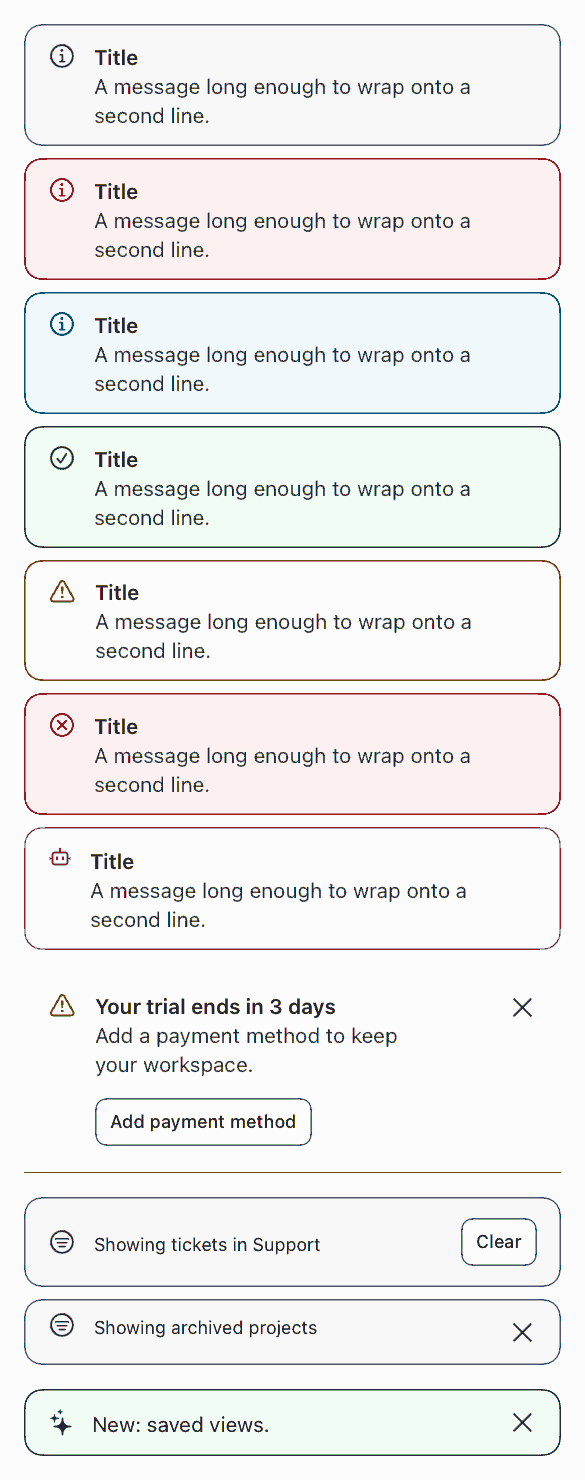 Title
A message long enough to wrap onto a
second line.
Title
A message long enough to wrap onto a
second line.
Title
A message long enough to wrap onto a
second line.
Title
A message long enough to wrap onto a
second line.
Title
A message long enough to wrap onto a
second line.
Title
A message long enough to wrap onto a
second line.
Title
A message long enough to wrap onto a
second line.
Your trial ends in 3 days
Add a payment method to keep
your workspace.
Add payment method
Showing tickets in Support
Clear
Showing archived projects
New: saved views.